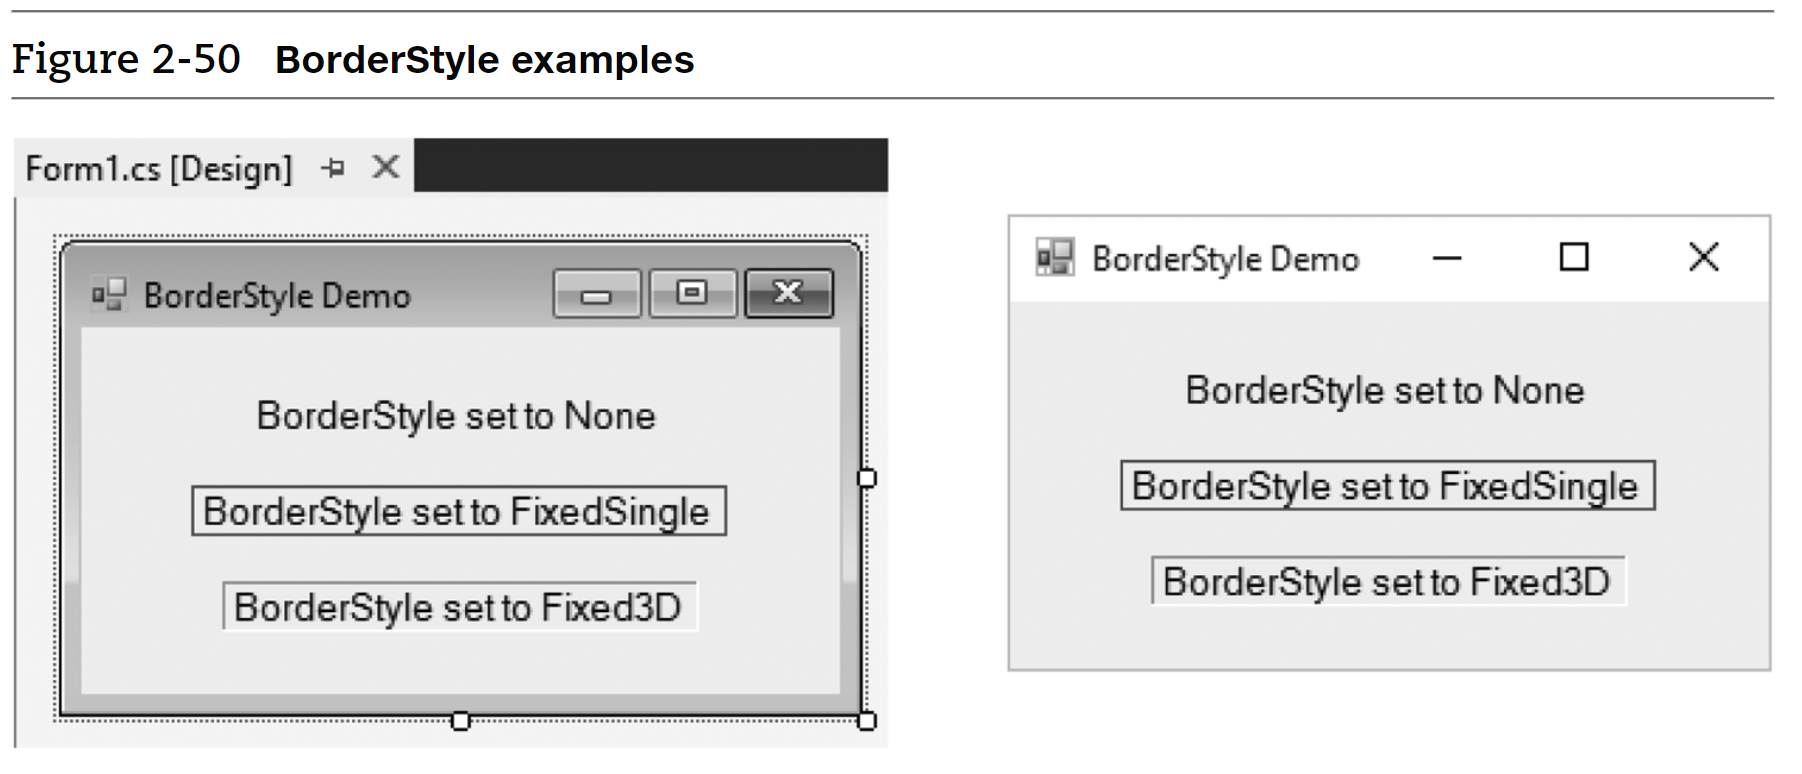 Figure 2-50 BorderStyle examples
Form1.cs [Design]
BorderStyle Demo
BorderStyle set to None
BorderStyle set to FixedSingle
BorderStyle set to Fixed3D
BorderStyle Demo
BorderStyle set to None
BorderStyle set to FixedSingle
BorderStyle set to Fixed3D